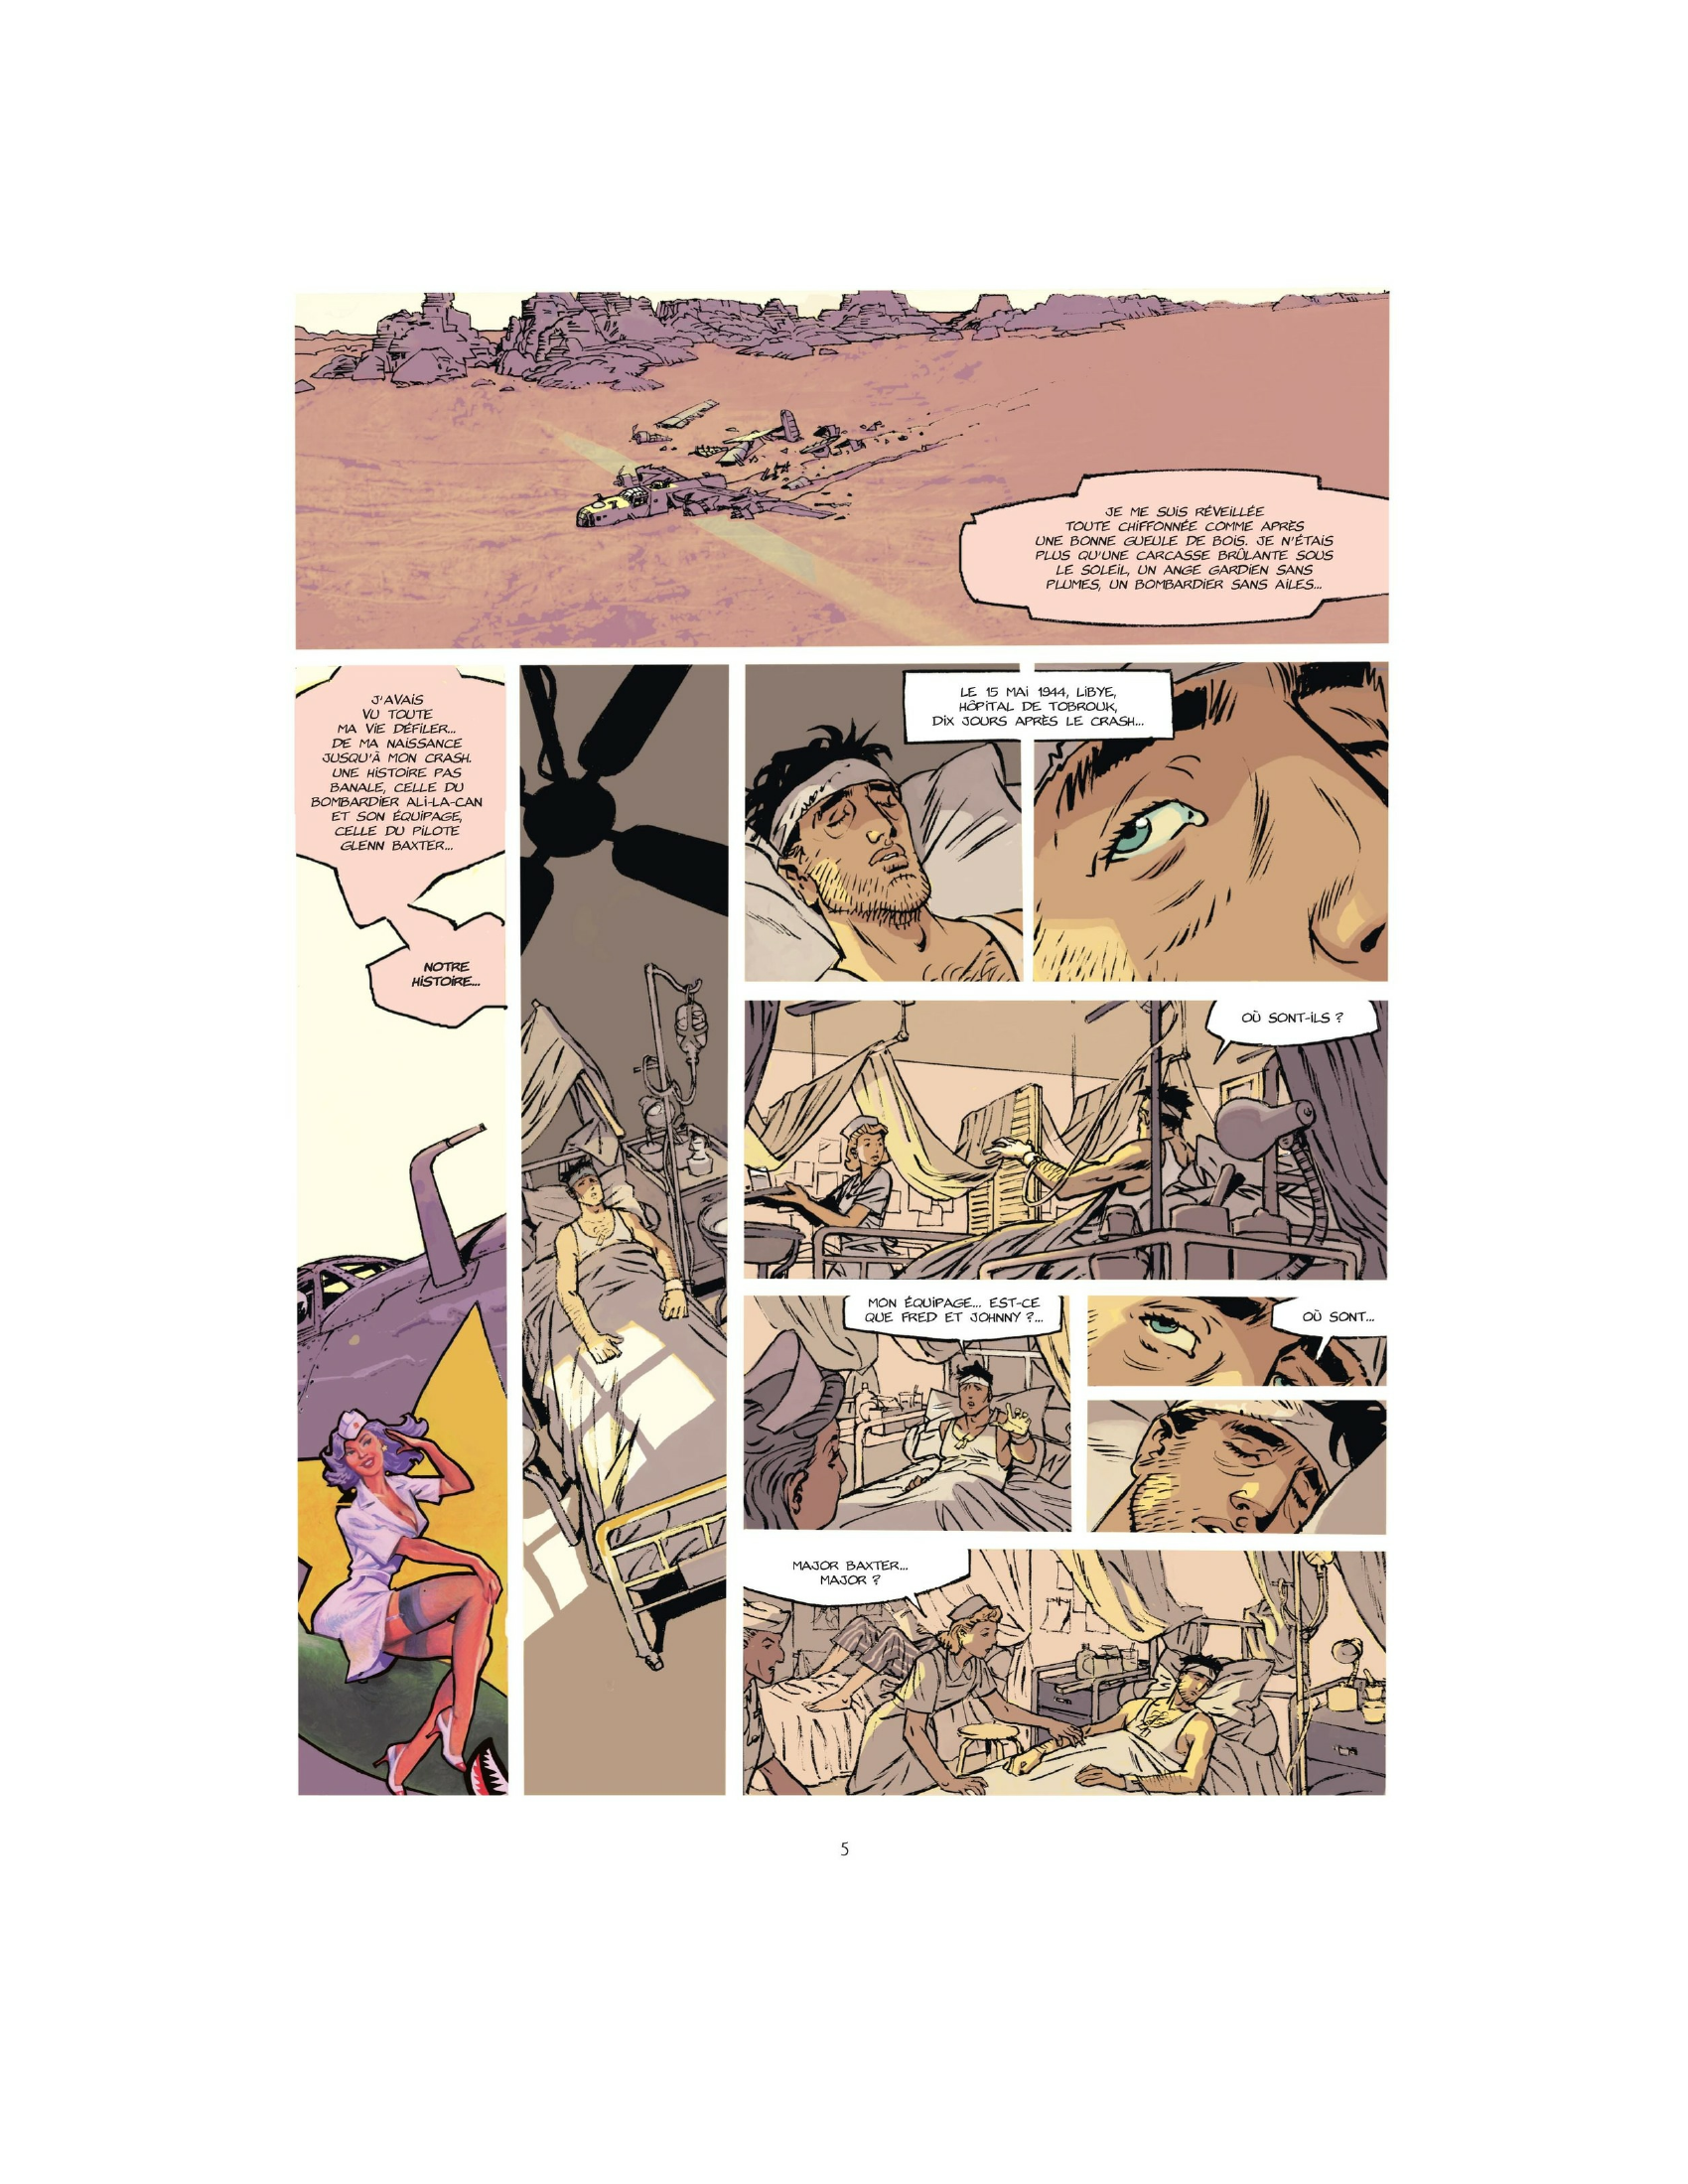 JE ME SUIS RÉVEILLÉE
TOUTE CHIFFONNÉE COMME APRÈS
UNE BONNE GUEULE DE BOIS. JE N'ÉTAIS
PLUS QU'UNE CARCASSE BRÛLANTE SOUS
LE SOLEIL, UN ANGE GARDIEN SANS
PLUMES, UN BOMBARDIER SANS AILES...
J'AVAIS
VU TOUTE
MA VIE DÉFILER...
DE MA NAISSANCE
JUSQU'À MON CRASH.
UNE HISTOIRE PAS
BANALE, CELLE DU
BOMBARDIER ALI-LA-CAN
ET SON ÉQUIPAGE,
CELLE DU PILOTE
GLENN BAXTER...
NOTRE
HISTOIRE...
LE 15 MAI 1944, LIBYE,
HÔPITAL DE TOBROUK,
DIX JOURS APRÈS LE CRASH...
OÙ SONT-ILS ?
MON ÉQUIPAGE... EST-CE
QUE FRED ET JOHNNY ?...
OÙ SONT...
MAJOR BAXTER...
MAJOR ?
5